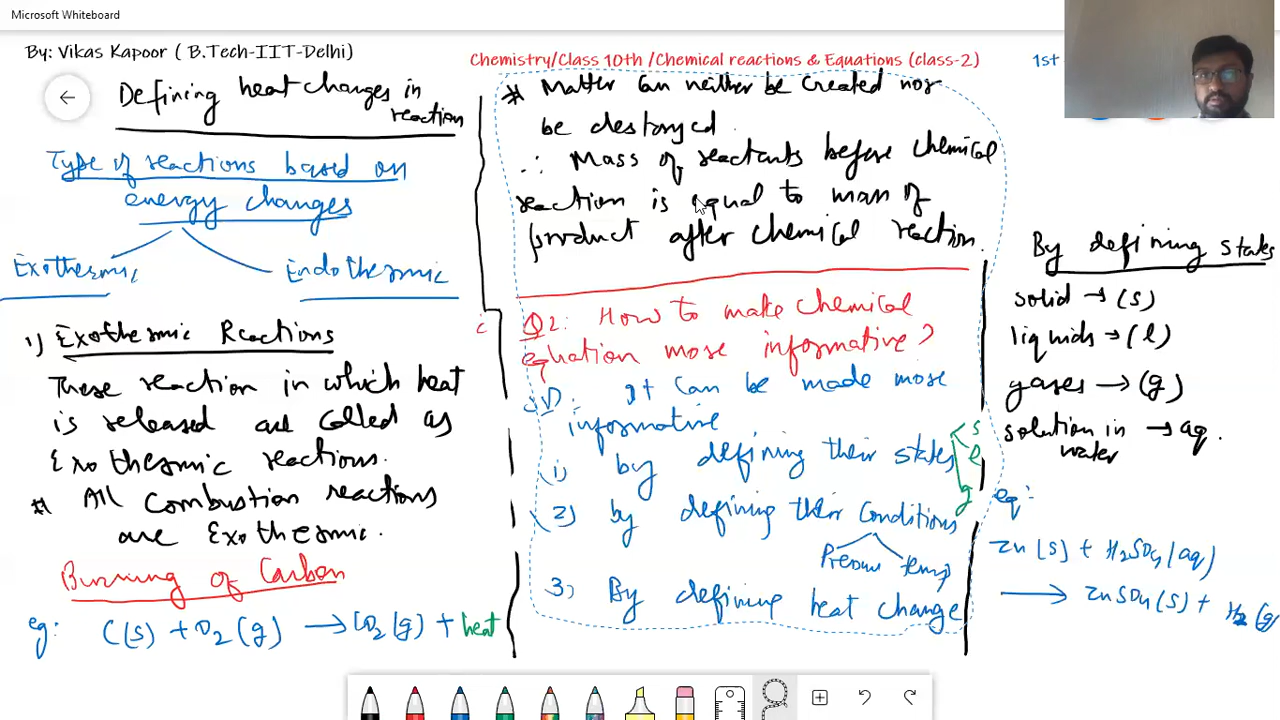 Microsoft Whiteboard
By: Vikas Kapoor ( B.Tech-IIT-Delhi)
Chemistry/Class 10th /Chemical reactions & Equations (class-2)
1st
Defining heat changes in
reaction
Type of reactions based on
energy changes
Exothermic
Endothermic
1) Exothermic Reactions
These reaction in which heat
is released are called as
Exothermic reactions.
* All Combustion reactions
are Exothermic.
Burning of Carbon
eg: C(s) + O2(g) → CO2(g) + heat
* Matter can neither be created nor
be destoryed.
∴ Mass of reactants before chemical
reaction is equal to mass of
product after chemical reaction.
Q2: How to make chemical
equation more informative?
It can be made more
informative
(1) by defining their states
s
l
g
(2) by defining their Conditions
Pressure temp
3) By defining heat change
By defining states
solid → (s)
liquids → (l)
gases → (g)
solution in → aq.
water
eg:
Zn(s) + H2SO4(aq)
→ ZnSO4(s) + H2(g)